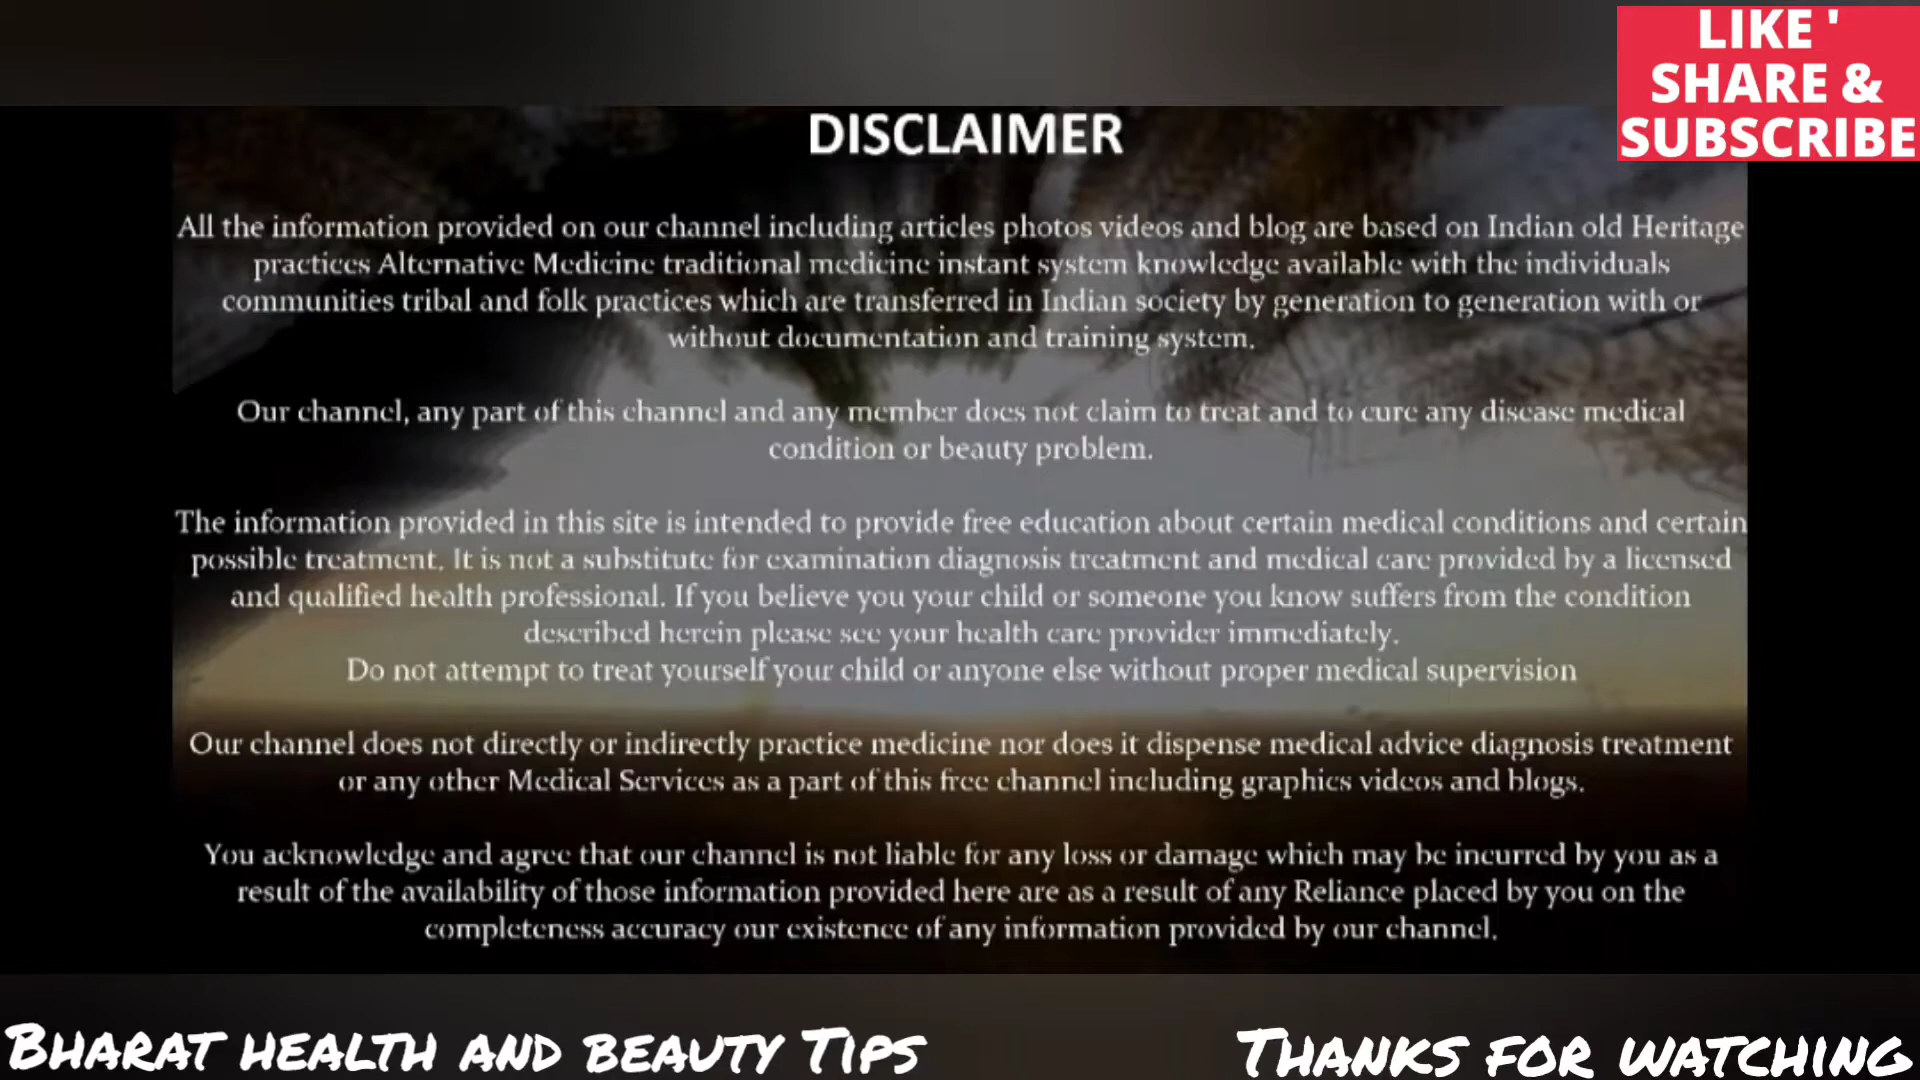 LIKE '
SHARE &
SUBSCRIBE
DISCLAIMER
All the information provided on our channel including articles photos videos and blog are based on Indian old Heritage
practices Alternative Medicine traditional medicine instant system knowledge available with the individuals
communities tribal and folk practices which are transferred in Indian society by generation to generation with or
without documentation and training system.
Our channel, any part of this channel and any member does not claim to treat and to cure any disease medical
condition or beauty problem.
The information provided in this site is intended to provide free education about certain medical conditions and certain
possible treatment. It is not a substitute for examination diagnosis treatment and medical care provided by a licensed
and qualified health professional. If you believe you your child or someone you know suffers from the condition
described herein please see your health care provider immediately.
Do not attempt to treat yourself your child or anyone else without proper medical supervision
Our channel does not directly or indirectly practice medicine nor does it dispense medical advice diagnosis treatment
or any other Medical Services as a part of this free channel including graphics videos and blogs.
You acknowledge and agree that our channel is not liable for any loss or damage which may be incurred by you as a
result of the availability of those information provided here are as a result of any Reliance placed by you on the
completeness accuracy our existence of any information provided by our channel.
Bharat health and beauty Tips
Thanks for watching